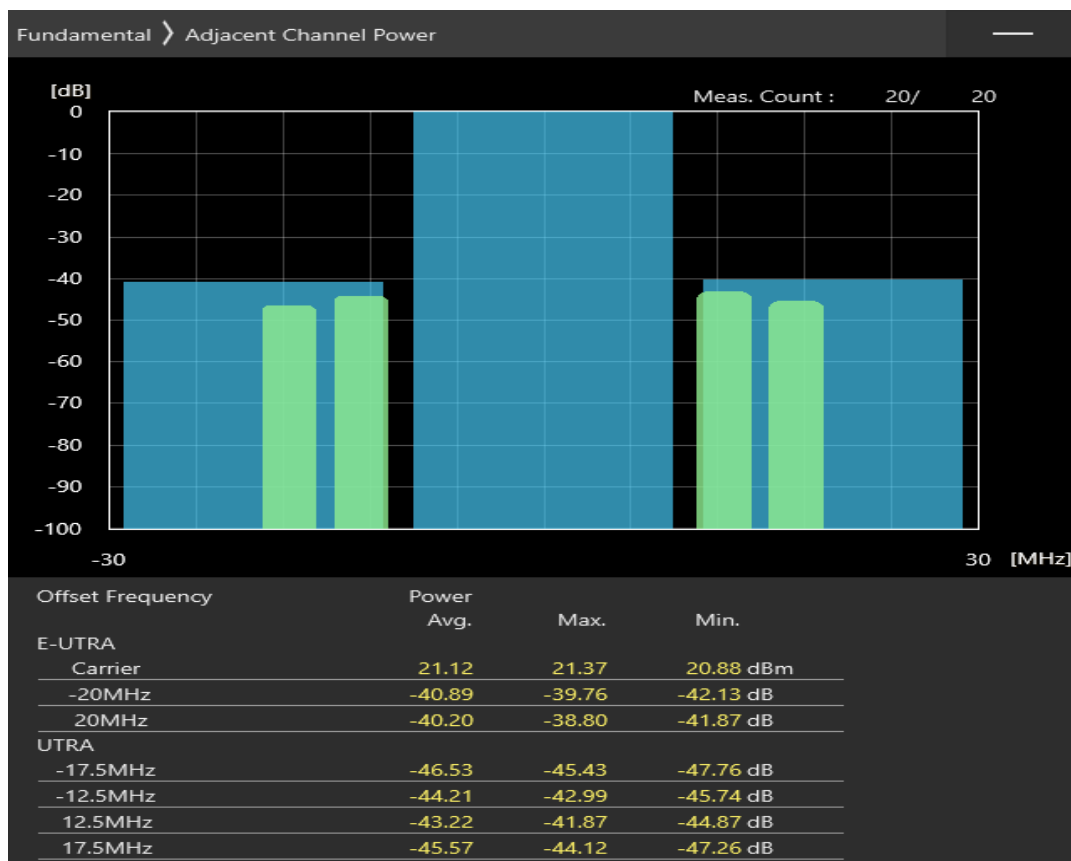 Fundamental 〉 Adjacent Channel Power
[dB]
Meas. Count : 20/ 20
0
-10
-20
-30
-40
-50
-60
-70
-80
-90
-100
-30 30 [MHz]
Offset Frequency Power
Avg. Max. Min.
E-UTRA
Carrier 21.12 21.37 20.88 dBm
-20MHz -40.89 -39.76 -42.13 dB
20MHz -40.20 -38.80 -41.87 dB
UTRA
-17.5MHz -46.53 -45.43 -47.76 dB
-12.5MHz -44.21 -42.99 -45.74 dB
12.5MHz -43.22 -41.87 -44.87 dB
17.5MHz -45.57 -44.12 -47.26 dB